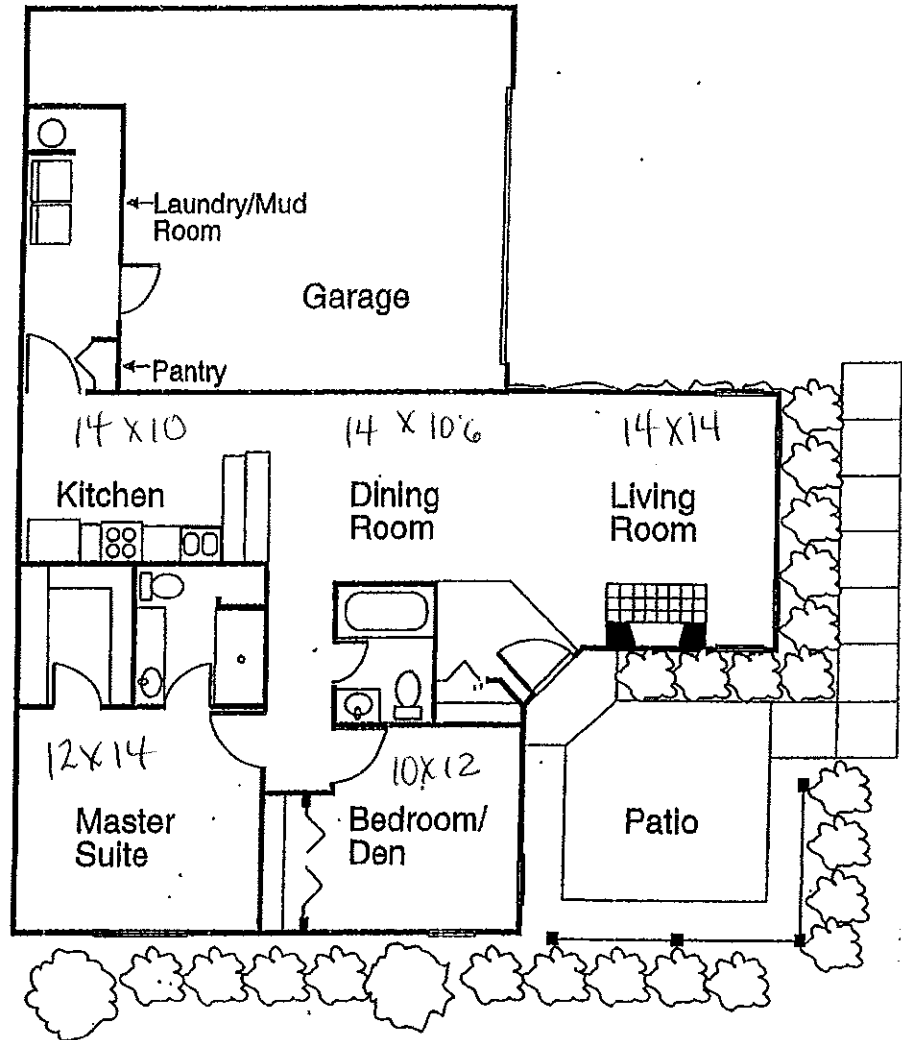 Laundry/Mud
Room
Garage
Pantry
14 X 10
14 X 10'6
14 X 14
Kitchen
Dining
Room
Living
Room
12 X 14
10 X 12
Master
Suite
Bedroom/
Den
Patio